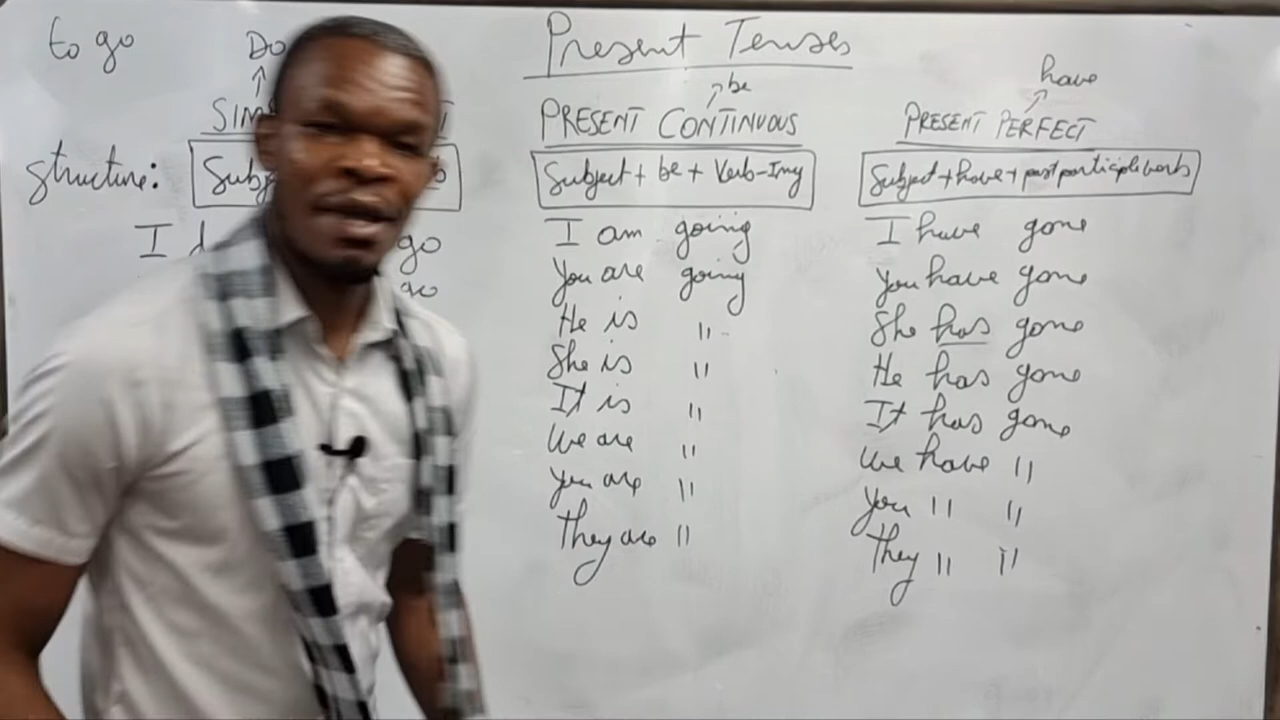 to go
Do
Present Tenses
be
have
PRESENT CONTINUOUS
PRESENT PERFECT
Structure:
Subject + be + Verb-Ing
Subject + have + past participle verbs
I go
go
I am going
You are going
He is "
She is "
It is "
We are "
You are "
They are "
I have gone
You have gone
She has gone
He has gone
It has gone
We have "
You " "
They " "